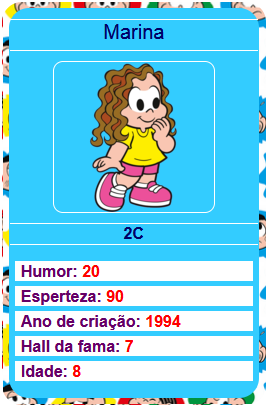 Marina
2C
Humor: 20
Esperteza: 90
Ano de criação: 1994
Hall da fama: 7
Idade: 8